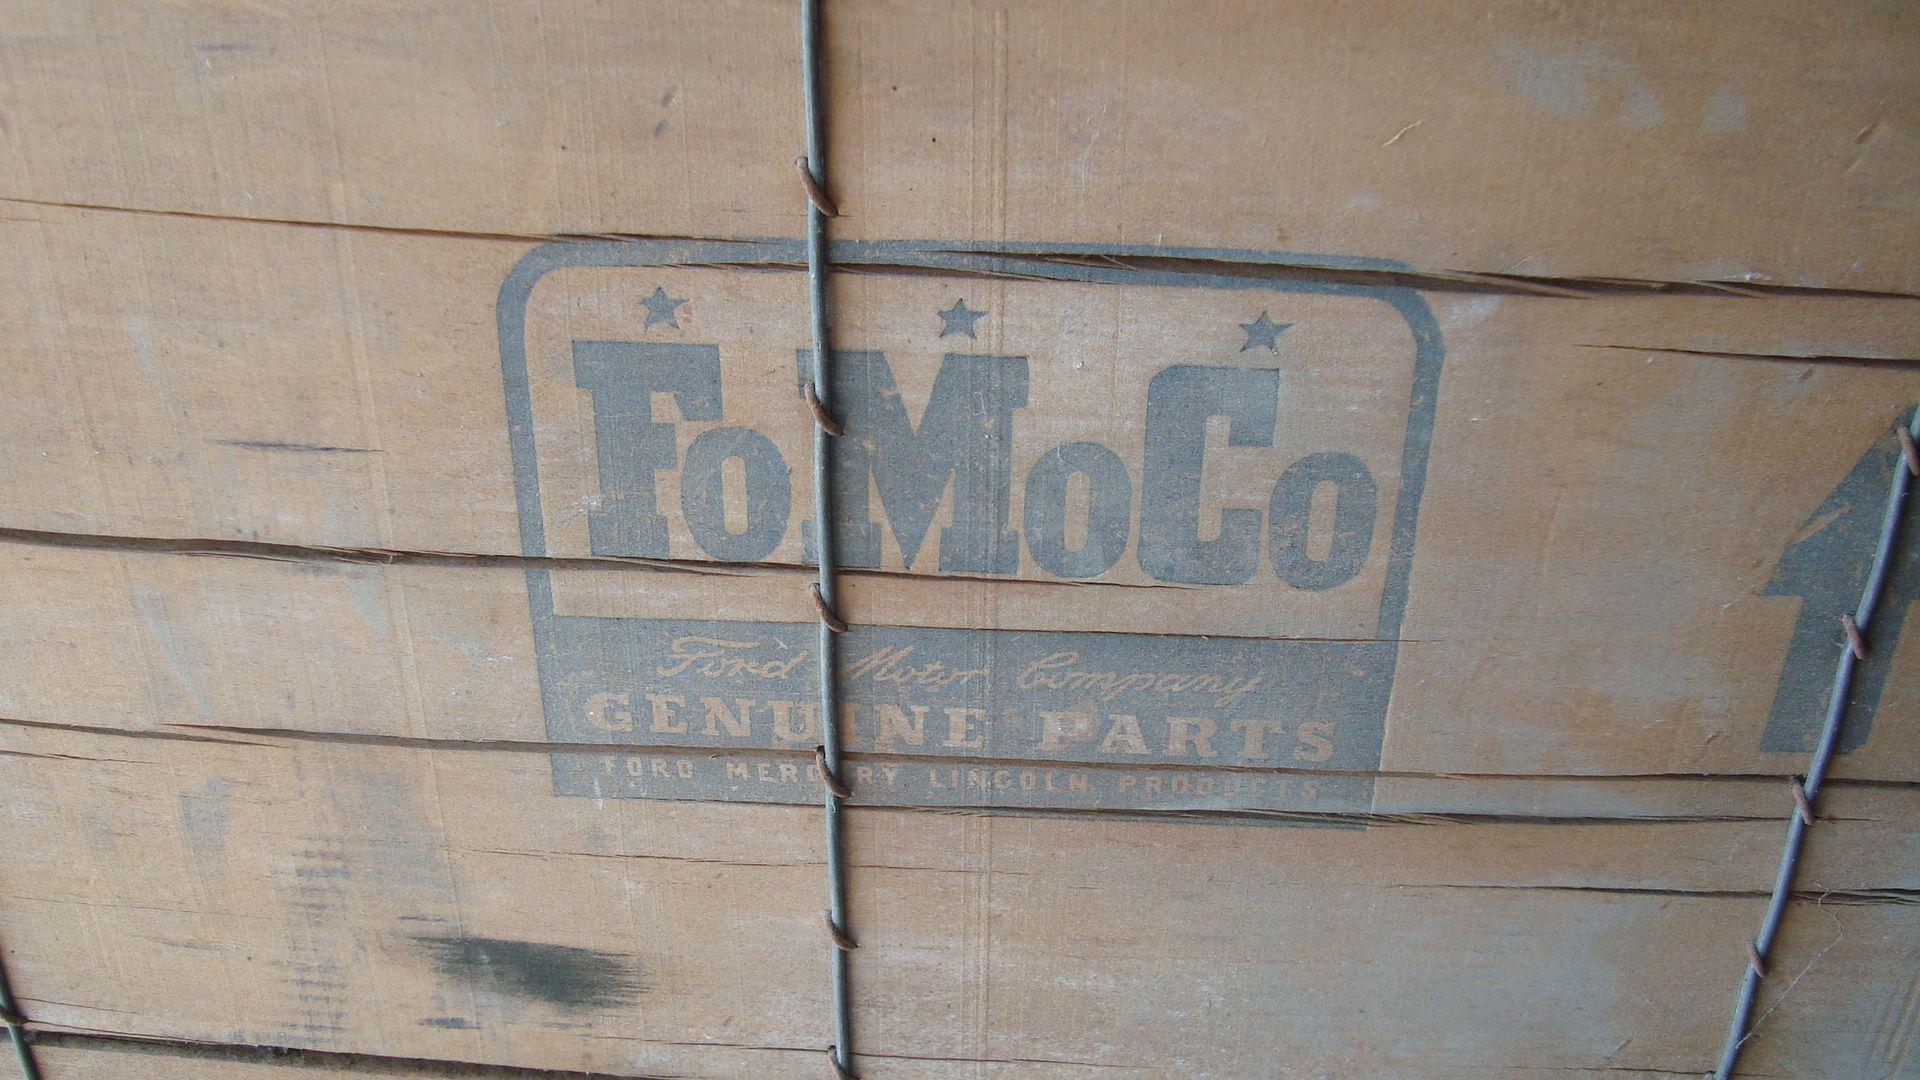 FoMoCo
Ford Motor Company
GENUINE PARTS
FORD MERCURY LINCOLN PRODUCTS